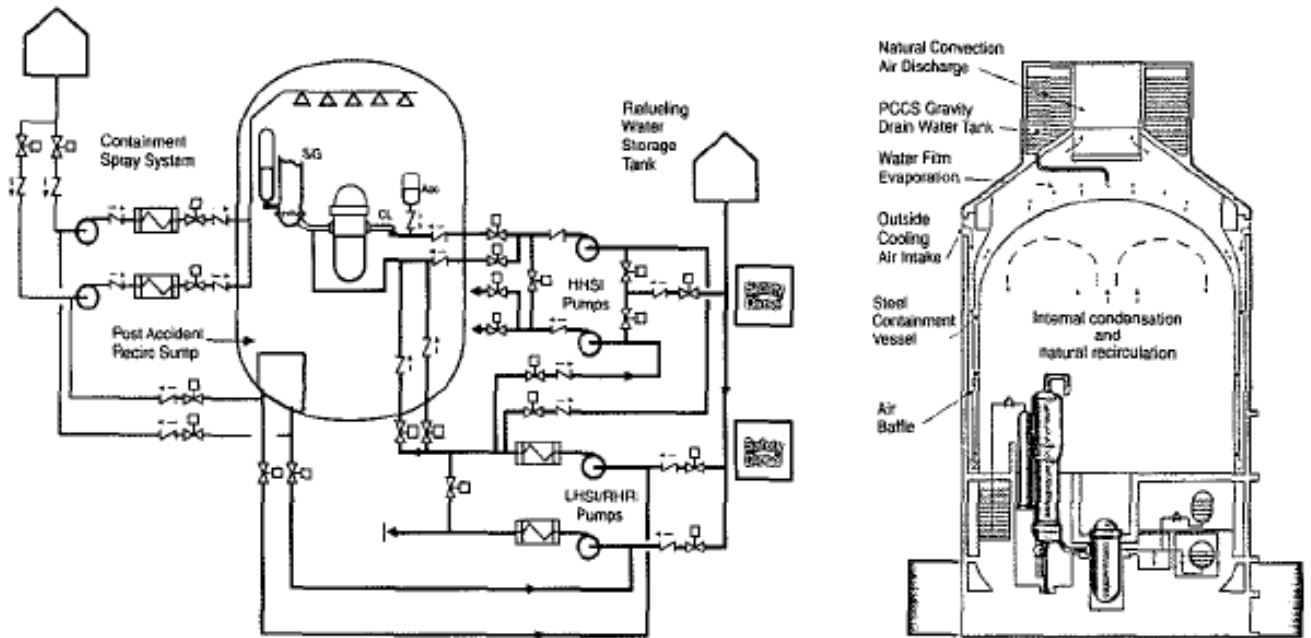 Containment
Spray System
S/G
Acc
CL
Refueling
Water
Storage
Tank
HHSI
Pumps
Post Accident
Recirc Sump
LHSI/RHR
Pumps
Natural Convection
Air Discharge
PCCS Gravity
Drain Water Tank
Water Film
Evaporation
Outside
Cooling
Air Intake
Steel
Containment
Vessel
Internal condensation
and
natural recirculation
Air
Baffle